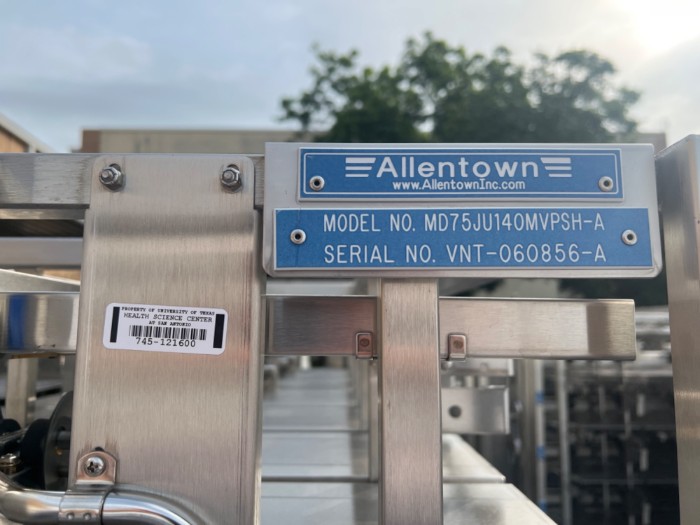 Allentown
www.AllentownInc.com
MODEL NO. MD75JU140MVPSH-A
SERIAL NO. VNT-060856-A
PROPERTY OF UNIVERSITY OF TEXAS
HEALTH SCIENCE CENTER
AT SAN ANTONIO
745-121600